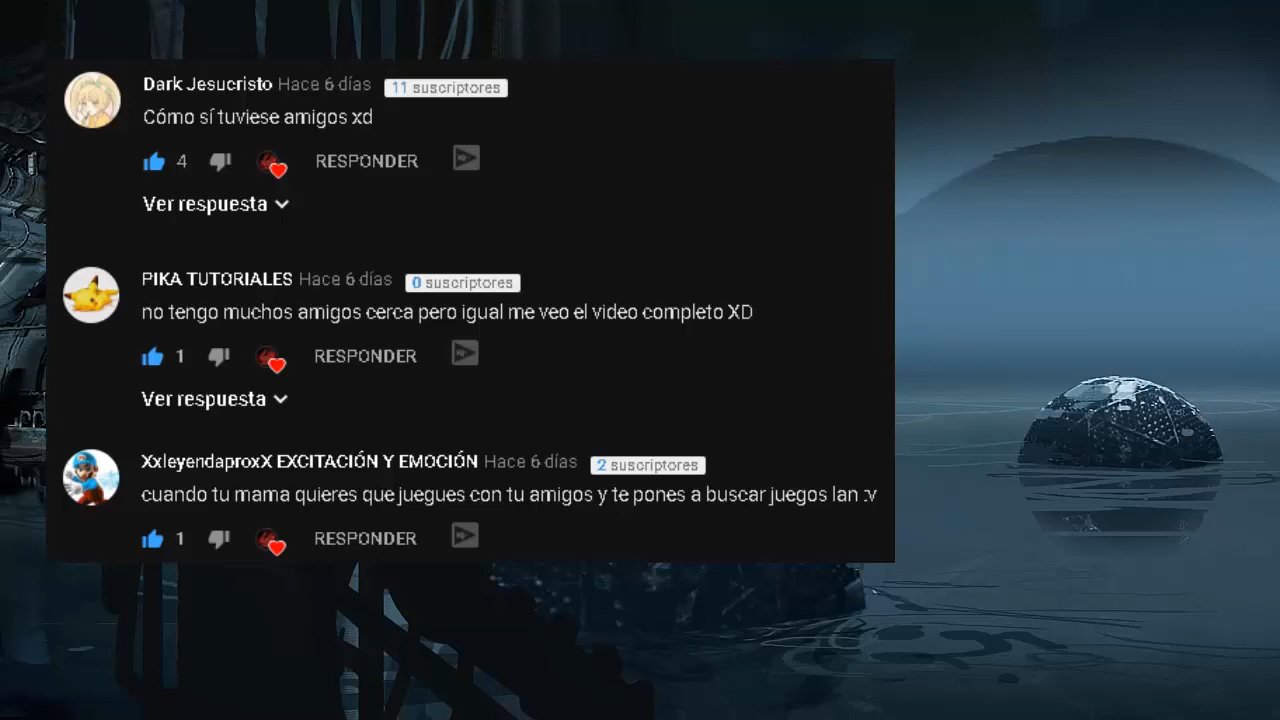 Dark Jesucristo Hace 6 días 11 suscriptores
Cómo sí tuviese amigos xd
4 RESPONDER
Ver respuesta
PIKA TUTORIALES Hace 6 días 0 suscriptores
no tengo muchos amigos cerca pero igual me veo el video completo XD
1 RESPONDER
Ver respuesta
XxleyendaproxX EXCITACIÓN Y EMOCIÓN Hace 6 días 2 suscriptores
cuando tu mama quieres que juegues con tu amigos y te pones a buscar juegos lan :v
1 RESPONDER